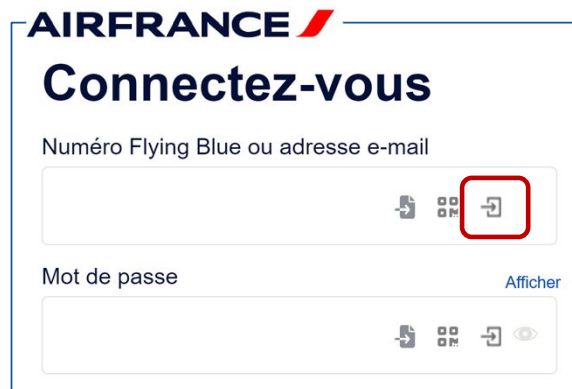 AIRFRANCE
Connectez-vous
Numéro Flying Blue ou adresse e-mail
Mot de passe
Afficher